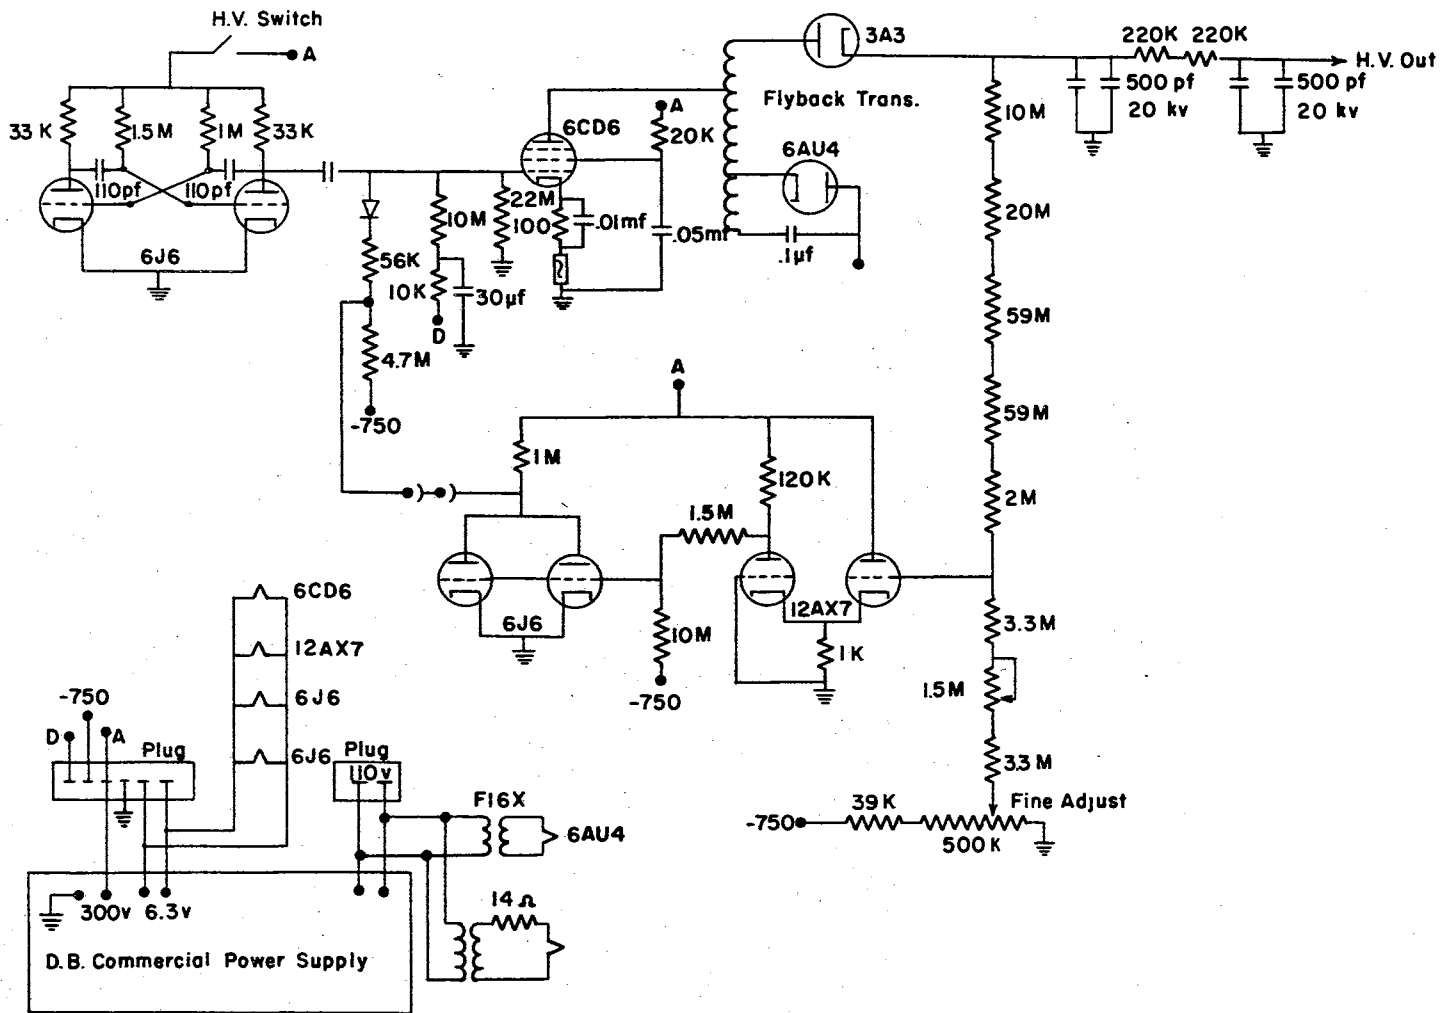 H.V. Switch
A
33K
1.5M
1M
33K
110pf
110pf
6J6
56K
4.7M
-750
10M
10K
D
30µf
22M
100
.01mf
6CD6
A
20K
.05mf
Flyback Trans.
3A3
6AU4
.1µf
220K
220K
H.V. Out
500 pf
20 kv
500 pf
20 kv
10M
20M
59M
59M
2M
3.3M
1.5M
3.3M
Fine Adjust
-750
39K
500K
A
1M
120K
1.5M
6J6
10M
-750
12AX7
1K
6CD6
12AX7
6J6
6J6
-750
D
A
Plug
Plug
110v
F16X
6AU4
14Ω
300v
6.3v
D.B. Commercial Power Supply